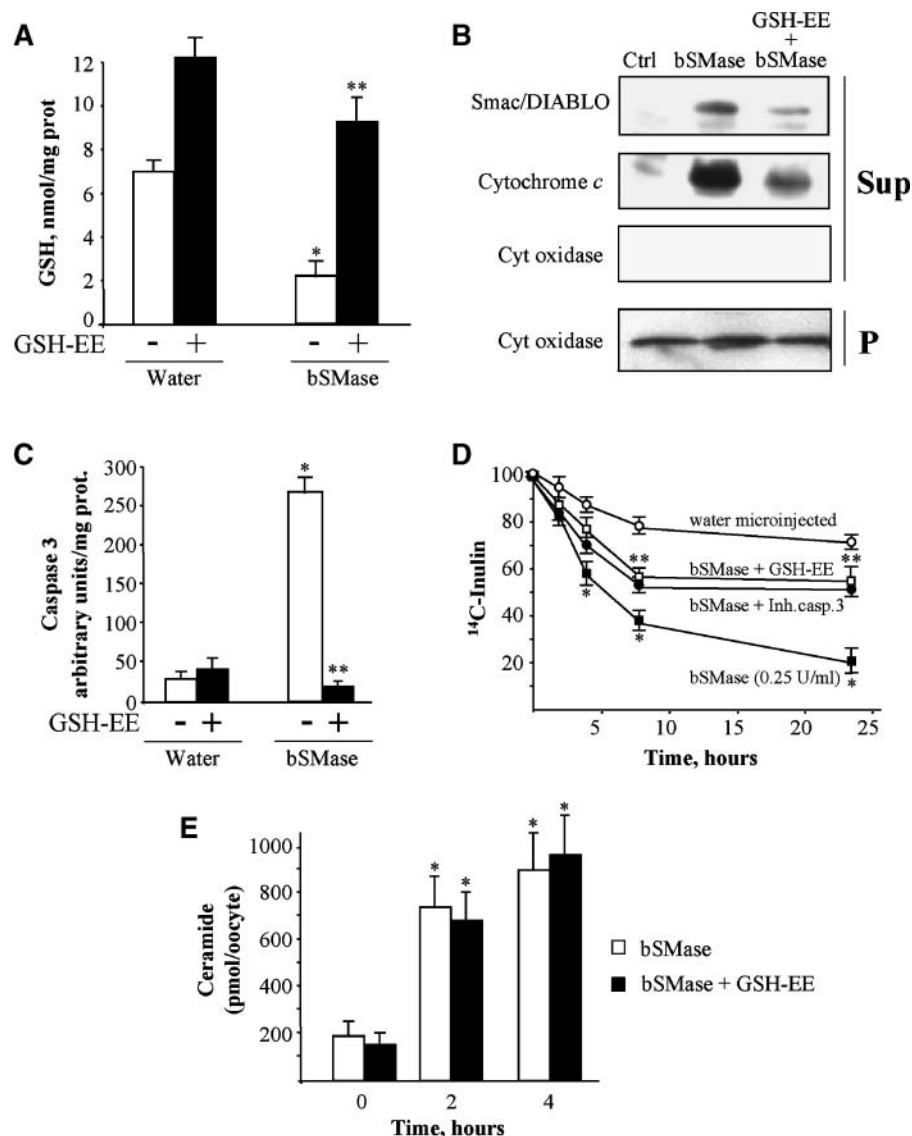 A
GSH, nmol/mg prot
12
10
8
6
4
2
0
*
**
GSH-EE - + - +
Water bSMase
B
Ctrl bSMase GSH-EE + bSMase
Smac/DIABLO
Cytochrome c
Cyt oxidase
Sup
Cyt oxidase
P
C
Caspase 3
arbitrary units/mg prot.
300
250
200
150
100
50
0
*
**
GSH-EE - + - +
Water bSMase
D
14C-Inulin
100
80
60
40
20
water microinjected
** **
bSMase + GSH-EE
bSMase + Inh.casp.3
*
*
bSMase (0.25 U/ml) *
5 10 15 20 25
Time, hours
E
Ceramide
(pmol/oocyte)
1000
800
600
400
200
* *
* *
0 2 4
Time, hours
bSMase
bSMase + GSH-EE